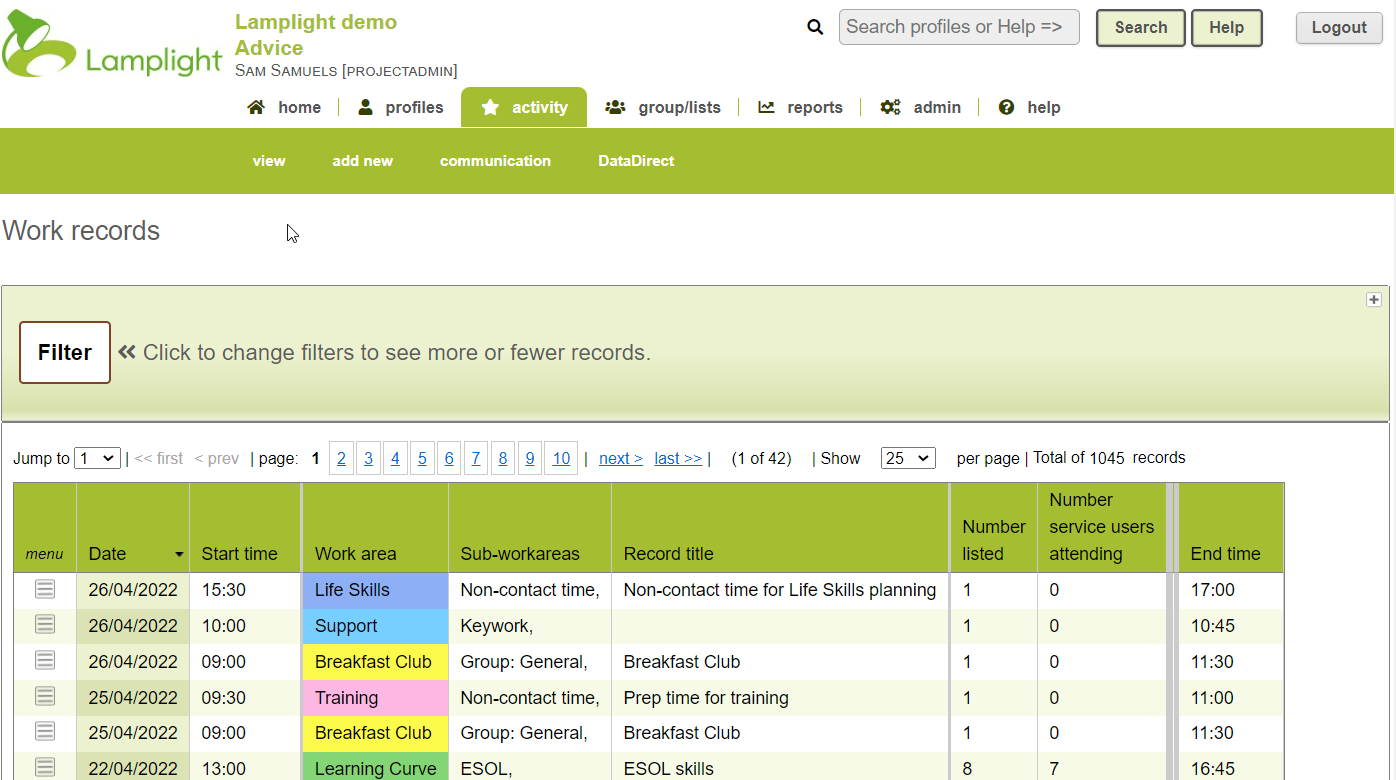 Lamplight
Lamplight demo
Advice
SAM SAMUELS [PROJECTADMIN]
Search profiles or Help => Search Help Logout
home profiles activity group/lists reports admin help
view add new communication DataDirect
Work records
Filter « Click to change filters to see more or fewer records.
Jump to 1 | << first < prev | page: 1 2 3 4 5 6 7 8 9 10 | next > last >> | (1 of 42) | Show 25 per page | Total of 1045 records
menu Date Start time Work area Sub-workareas Record title Number listed Number service users attending End time
26/04/2022 15:30 Life Skills Non-contact time, Non-contact time for Life Skills planning 1 0 17:00
26/04/2022 10:00 Support Keywork, 1 0 10:45
26/04/2022 09:00 Breakfast Club Group: General, Breakfast Club 1 0 11:30
25/04/2022 09:30 Training Non-contact time, Prep time for training 1 0 11:00
25/04/2022 09:00 Breakfast Club Group: General, Breakfast Club 1 0 11:30
22/04/2022 13:00 Learning Curve ESOL, ESOL skills 8 7 16:45